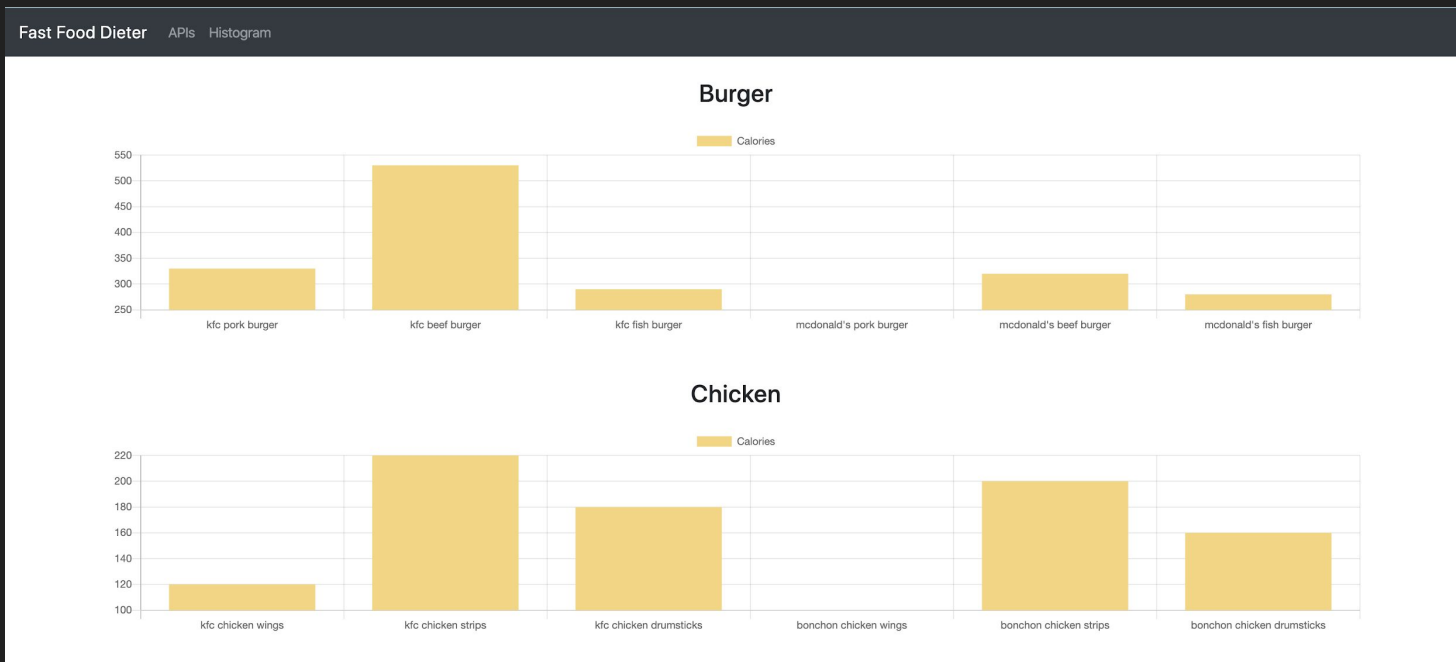 Fast Food Dieter APIs Histogram
Burger
Calories
550
500
450
400
350
300
250
kfc pork burger kfc beef burger kfc fish burger mcdonald's pork burger mcdonald's beef burger mcdonald's fish burger
Chicken
Calories
220
200
180
160
140
120
100
kfc chicken wings kfc chicken strips kfc chicken drumsticks bonchon chicken wings bonchon chicken strips bonchon chicken drumsticks